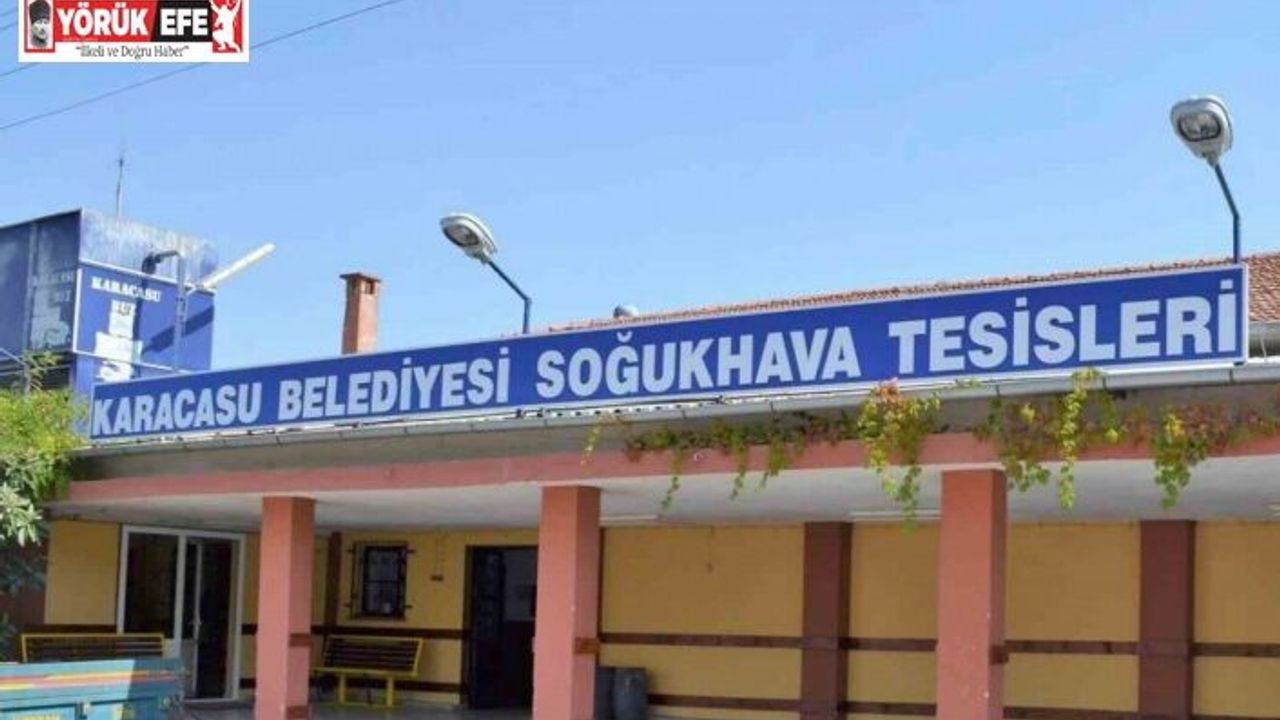 YÖRÜK EFE
"İlkeli ve Doğru Haber"
KARACASU
KARACASU BELEDİYESİ SOĞUKHAVA TESİSLERİ